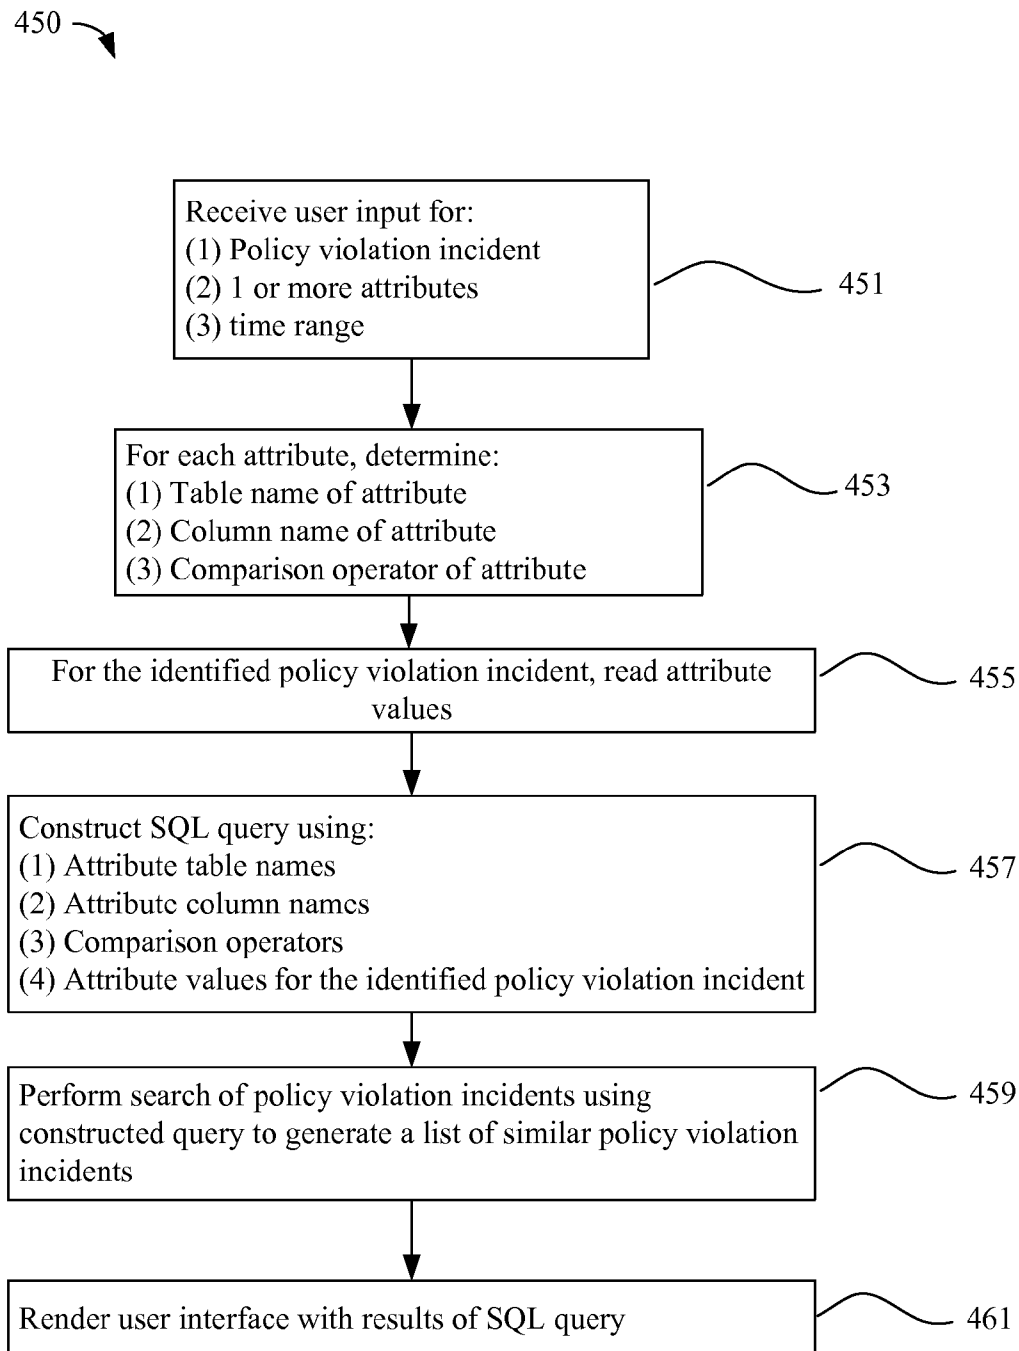 450
Receive user input for:
(1) Policy violation incident
(2) 1 or more attributes
(3) time range
451
For each attribute, determine:
(1) Table name of attribute
(2) Column name of attribute
(3) Comparison operator of attribute
453
For the identified policy violation incident, read attribute
values
455
Construct SQL query using:
(1) Attribute table names
(2) Attribute column names
(3) Comparison operators
(4) Attribute values for the identified policy violation incident
457
Perform search of policy violation incidents using
constructed query to generate a list of similar policy violation
incidents
459
Render user interface with results of SQL query
461